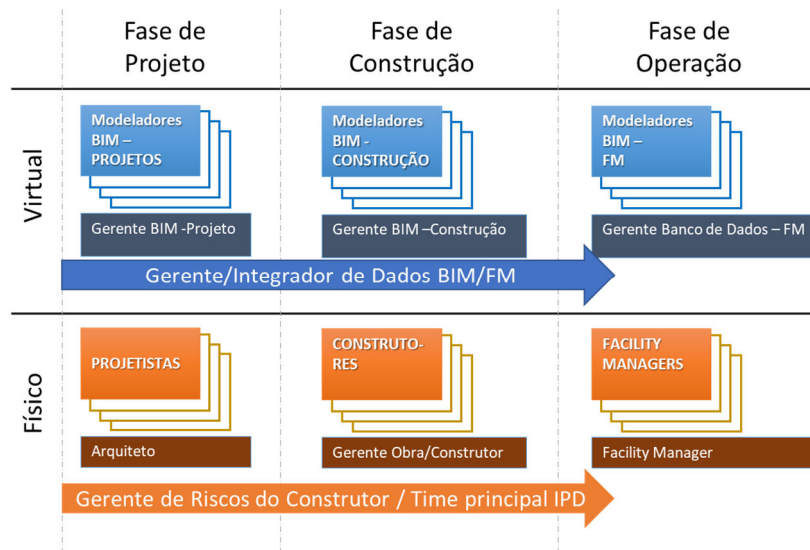 Fase de
Projeto
Fase de
Construção
Fase de
Operação
Virtual
Modeladores
BIM –
PROJETOS
Gerente BIM -Projeto
Modeladores
BIM -
CONSTRUÇÃO
Gerente BIM –Construção
Modeladores
BIM –
FM
Gerente Banco de Dados – FM
Gerente/Integrador de Dados BIM/FM
Físico
PROJETISTAS
Arquiteto
CONSTRUTO-
RES
Gerente Obra/Construtor
FACILITY
MANAGERS
Facility Manager
Gerente de Riscos do Construtor / Time principal IPD